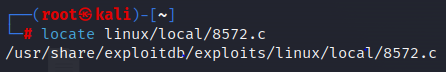 ┌──(root㉿kali)-[~]
└─# locate linux/local/8572.c
/usr/share/exploitdb/exploits/linux/local/8572.c